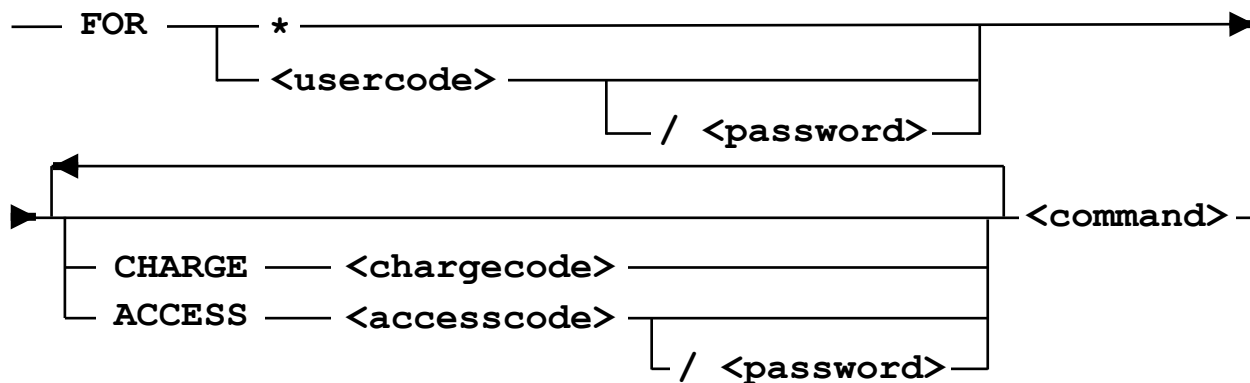 FOR *
<usercode>
/ <password>
<command>
CHARGE <chargecode>
ACCESS <accesscode>
/ <password>